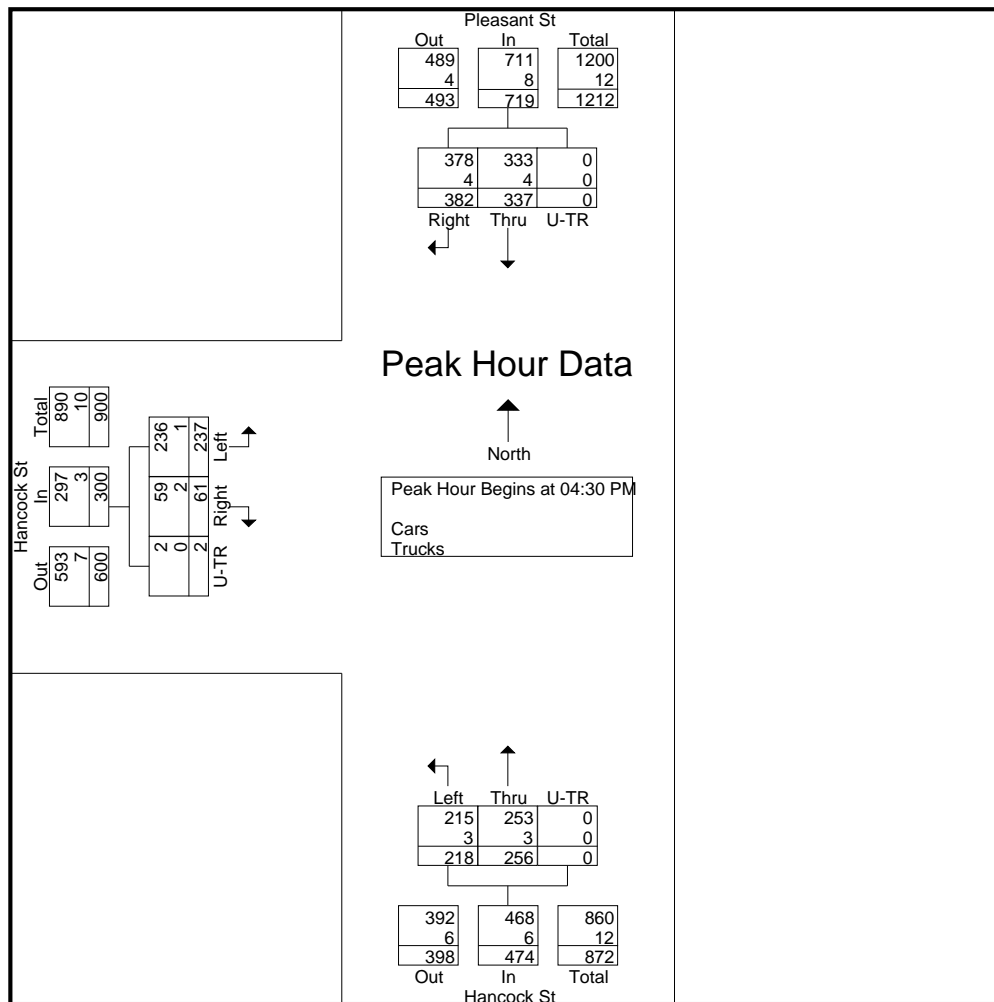 Pleasant St
Out In Total
489 711 1200
4 8 12
493 719 1212
378 333 0
4 4 0
382 337 0
Right Thru U-TR
Peak Hour Data
North
Peak Hour Begins at 04:30 PM
Cars
Trucks
Hancock St
Total In Out
890 297 593
10 3 7
900 300 600
236 59 2
1 2 0
237 61 2
Left Right U-TR
Left Thru U-TR
215 253 0
3 3 0
218 256 0
392 468 860
6 6 12
398 474 872
Out In Total
Hancock St